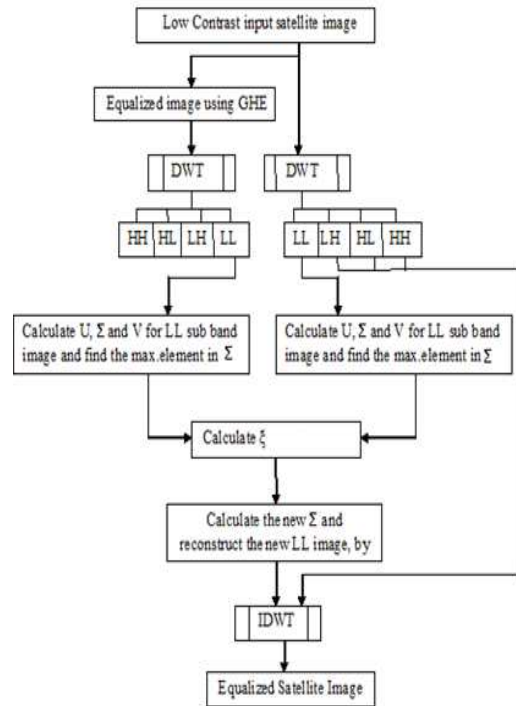 Low Contrast input satellite image
Equalized image using GHE
DWT
DWT
HH HL LH LL
LL LH HL HH
Calculate U, Σ and V for LL sub band
image and find the max.element in Σ
Calculate U, Σ and V for LL sub band
image and find the max.element in Σ
Calculate ξ
Calculate the new Σ and
reconstruct the new LL image, by
IDWT
Equalized Satellite Image